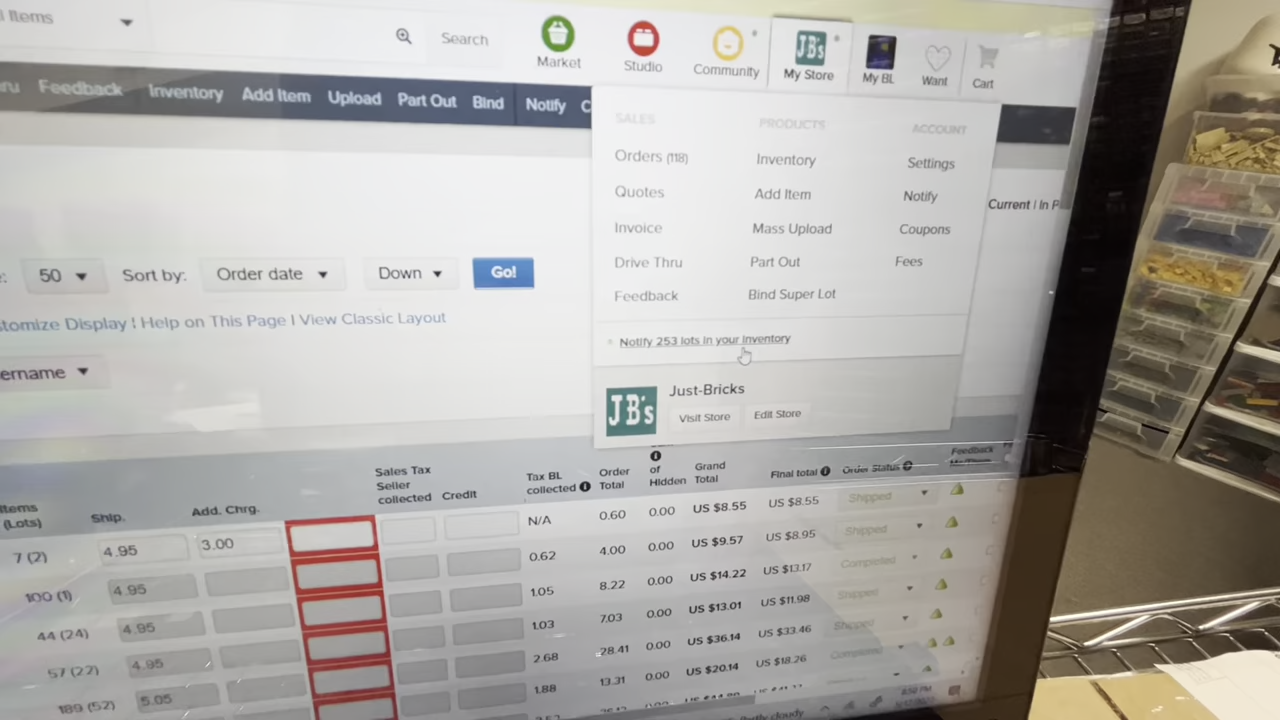 Items
Search
Market
Studio
Community
JB's
My Store
My BL
Want
Cart
Feedback Inventory Add Item Upload Part Out Bind Notify C
SALES PRODUCTS ACCOUNT
Orders (118) Inventory Settings
Quotes Add Item Notify
Invoice Mass Upload Coupons
Drive Thru Part Out Fees
Feedback Bind Super Lot
Notify 253 lots in your inventory
JB's
Just-Bricks
Visit Store Edit Store
Current | In P
50 Sort by: Order date Down Go!
stomize Display | Help on This Page | View Classic Layout
ername
Items
(Lots)
Ship.
Add. Chrg.
Sales Tax
Seller
collected
Credit
Tax BL
collected
Order
Total
of
Hidden
Grand
Total
Final total
Order Status
Feedback
7 (2) 4.95 3.00 N/A 0.60 0.00 US $8.55 US $8.55 Shipped
100 (1) 4.95 0.62 4.00 0.00 US $9.57 US $8.95 Shipped
44 (24) 4.95 1.05 8.22 0.00 US $14.22 US $13.17 Completed
57 (22) 4.95 1.03 7.03 0.00 US $13.01 US $11.98 Shipped
189 (52) 5.05 2.68 28.41 0.00 US $36.14 US $33.46 Shipped
1.88 13.31 0.00 US $20.14 US $18.26
Partly cloudy